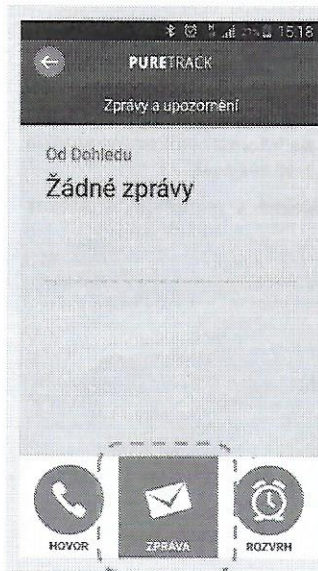 15:18
PURETRACK
Zprávy a upozornění
Od Dohledu
Žádné zprávy
HOVOR
ZPRÁVA
ROZVRH